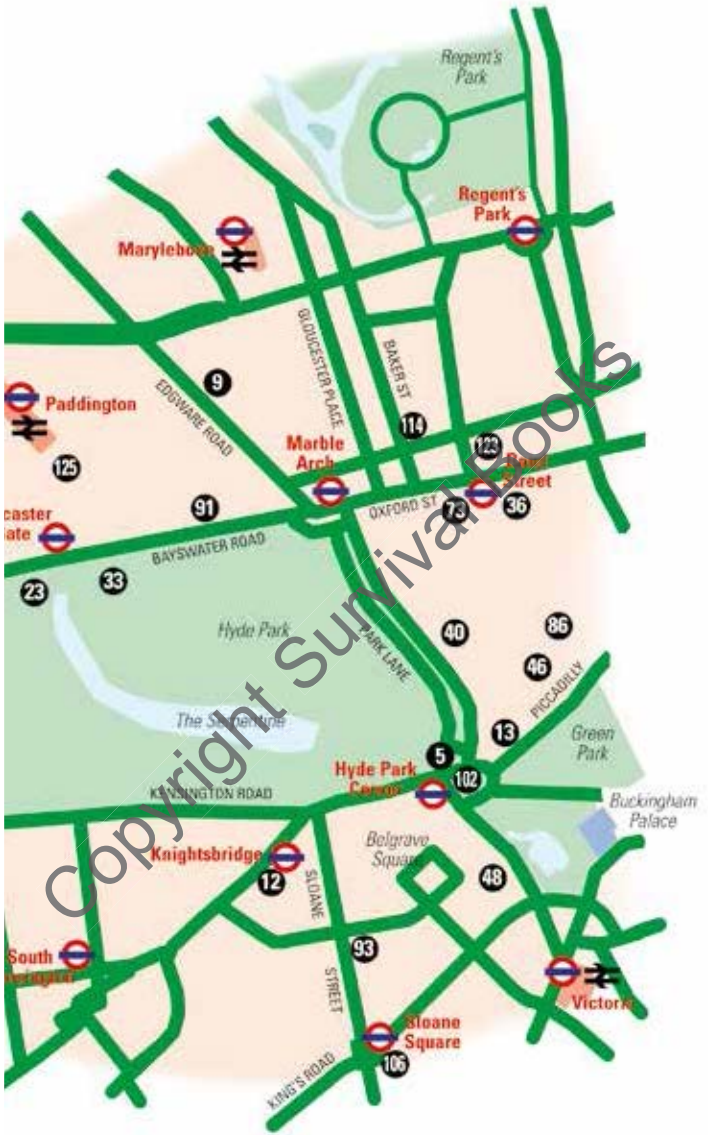 Regent's
Park
Regent's
Park
Marylebone
GLOUCESTER PLACE
BAKER ST
9
EDGWARE ROAD
Paddington
114
Marble
Arch
125
Bond
Street
91
OXFORD ST
73
36
caster
ate
BAYSWATER ROAD
33
23
Hyde Park
PARK LANE
40
86
46
PICCADILLY
The Serpentine
13
Green
Park
5
Hyde Park
Corner
102
KENSINGTON ROAD
Buckingham
Palace
Belgrave
Square
Knightsbridge
12
SLOANE
STREET
48
93
South
Victoria
Sloane
Square
106
KING'S ROAD
Copyright Survival Books